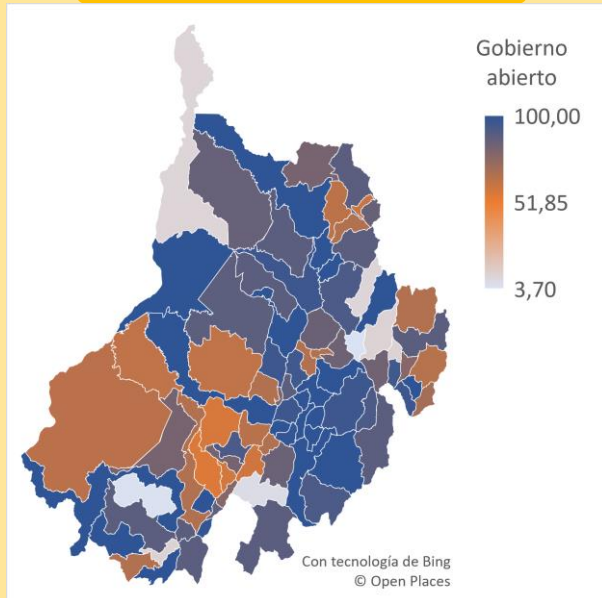 Gobierno
abierto
100,00
51,85
3,70
Con tecnología de Bing
© Open Places